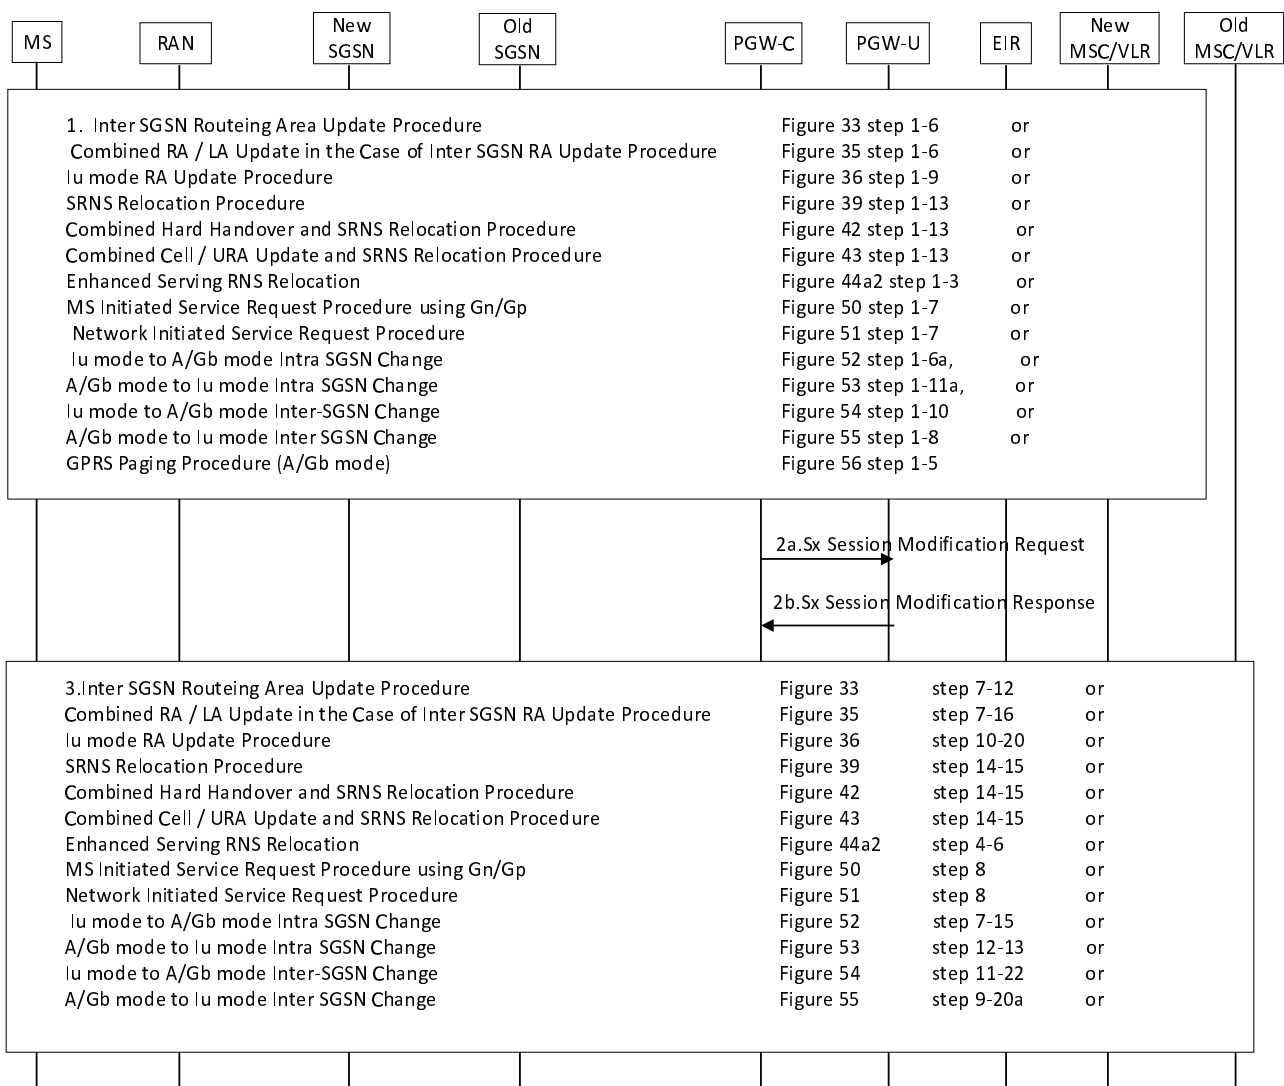 MS RAN New SGSN Old SGSN PGW-C PGW-U EIR New MSC/VLR Old MSC/VLR
1. Inter SGSN Routeing Area Update Procedure Figure 33 step 1-6 or
Combined RA / LA Update in the Case of Inter SGSN RA Update Procedure Figure 35 step 1-6 or
Iu mode RA Update Procedure Figure 36 step 1-9 or
SRNS Relocation Procedure Figure 39 step 1-13 or
Combined Hard Handover and SRNS Relocation Procedure Figure 42 step 1-13 or
Combined Cell / URA Update and SRNS Relocation Procedure Figure 43 step 1-13 or
Enhanced Serving RNS Relocation Figure 44a2 step 1-3 or
MS Initiated Service Request Procedure using Gn/Gp Figure 50 step 1-7 or
Network Initiated Service Request Procedure Figure 51 step 1-7 or
Iu mode to A/Gb mode Intra SGSN Change Figure 52 step 1-6a, or
A/Gb mode to Iu mode Intra SGSN Change Figure 53 step 1-11a, or
Iu mode to A/Gb mode Inter-SGSN Change Figure 54 step 1-10 or
A/Gb mode to Iu mode Inter SGSN Change Figure 55 step 1-8 or
GPRS Paging Procedure (A/Gb mode) Figure 56 step 1-5
2a.Sx Session Modification Request
2b.Sx Session Modification Response
3.Inter SGSN Routeing Area Update Procedure Figure 33 step 7-12 or
Combined RA / LA Update in the Case of Inter SGSN RA Update Procedure Figure 35 step 7-16 or
Iu mode RA Update Procedure Figure 36 step 10-20 or
SRNS Relocation Procedure Figure 39 step 14-15 or
Combined Hard Handover and SRNS Relocation Procedure Figure 42 step 14-15 or
Combined Cell / URA Update and SRNS Relocation Procedure Figure 43 step 14-15 or
Enhanced Serving RNS Relocation Figure 44a2 step 4-6 or
MS Initiated Service Request Procedure using Gn/Gp Figure 50 step 8 or
Network Initiated Service Request Procedure Figure 51 step 8 or
Iu mode to A/Gb mode Intra SGSN Change Figure 52 step 7-15 or
A/Gb mode to Iu mode Intra SGSN Change Figure 53 step 12-13 or
Iu mode to A/Gb mode Inter-SGSN Change Figure 54 step 11-22 or
A/Gb mode to Iu mode Inter SGSN Change Figure 55 step 9-20a or